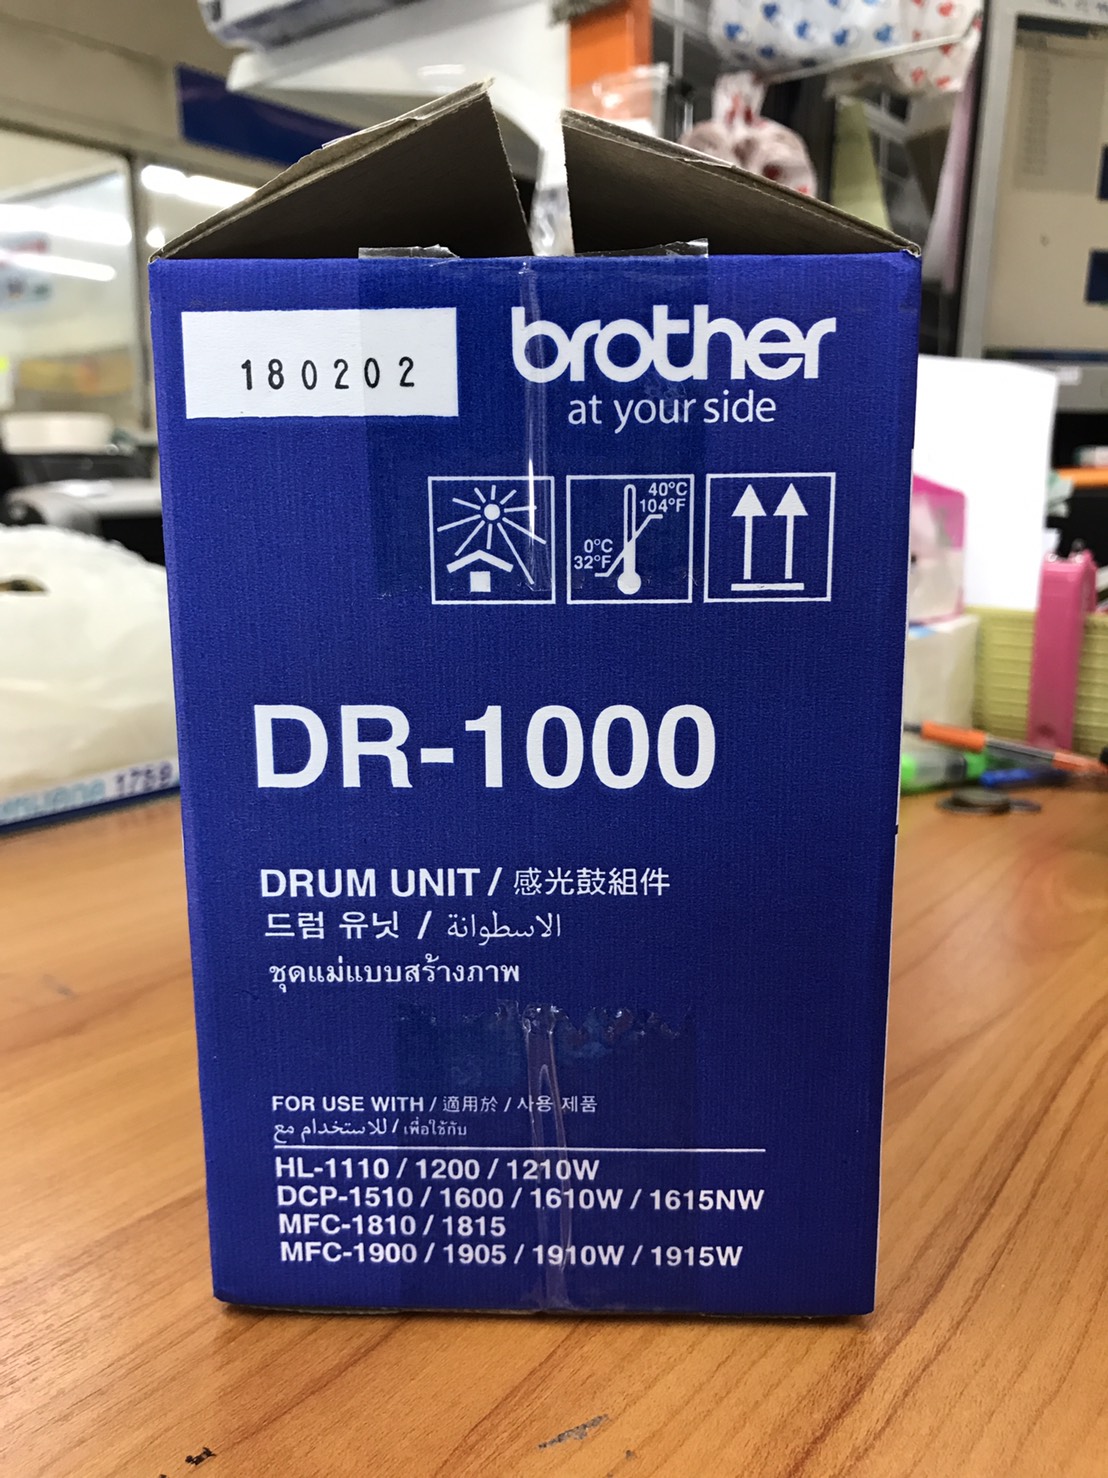 180202
brother
at your side
40°C
104°F
0°C
32°F
DR-1000
DRUM UNIT / 感光鼓組件
드럼 유닛 / الاسطوانة
ชุดแม่แบบสร้างภาพ
FOR USE WITH / 適用於 / 사용 제품
للاستخدام مع / เพื่อใช้กับ
HL-1110 / 1200 / 1210W
DCP-1510 / 1600 / 1610W / 1615NW
MFC-1810 / 1815
MFC-1900 / 1905 / 1910W / 1915W
1759